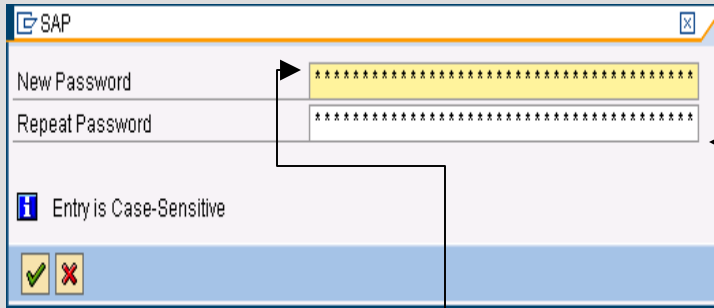 SAP
New Password ****************************************
Repeat Password ****************************************
Entry is Case-Sensitive